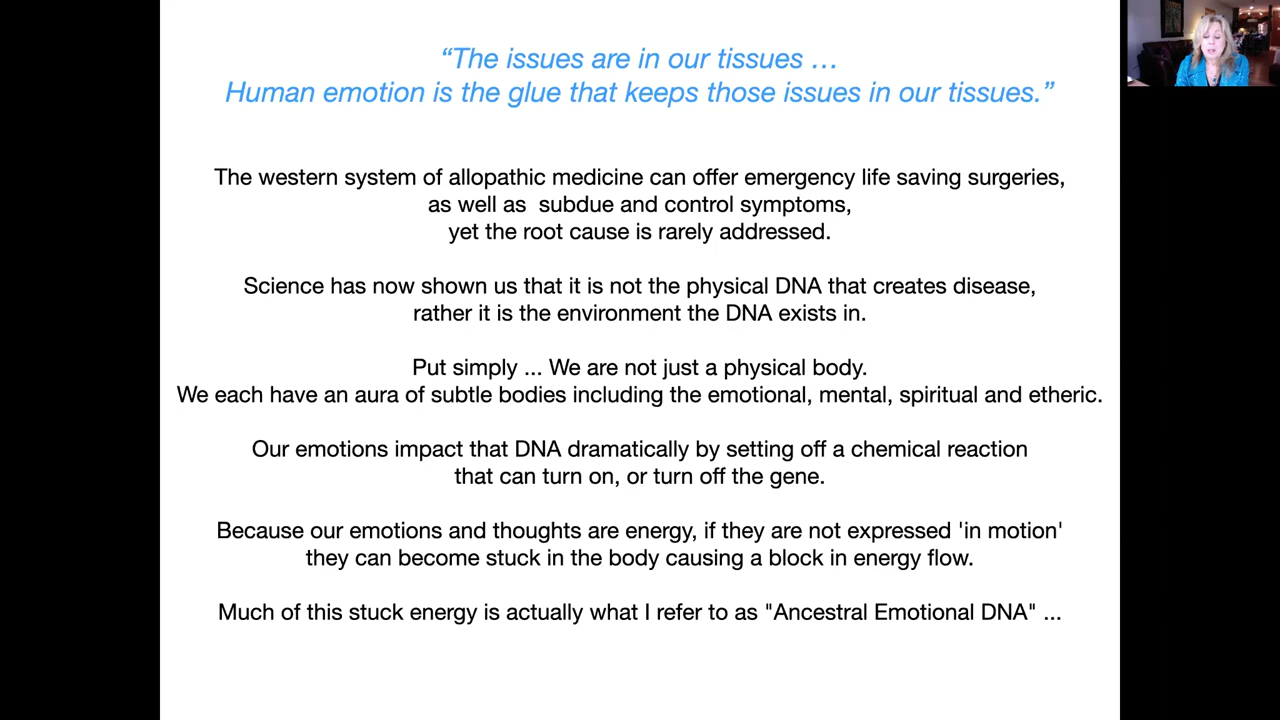 “The issues are in our tissues …
Human emotion is the glue that keeps those issues in our tissues.”
The western system of allopathic medicine can offer emergency life saving surgeries,
as well as  subdue and control symptoms,
yet the root cause is rarely addressed.
Science has now shown us that it is not the physical DNA that creates disease,
rather it is the environment the DNA exists in.
Put simply ... We are not just a physical body.
We each have an aura of subtle bodies including the emotional, mental, spiritual and etheric.
Our emotions impact that DNA dramatically by setting off a chemical reaction
that can turn on, or turn off the gene.
Because our emotions and thoughts are energy, if they are not expressed 'in motion'
they can become stuck in the body causing a block in energy flow.
Much of this stuck energy is actually what I refer to as "Ancestral Emotional DNA" ...